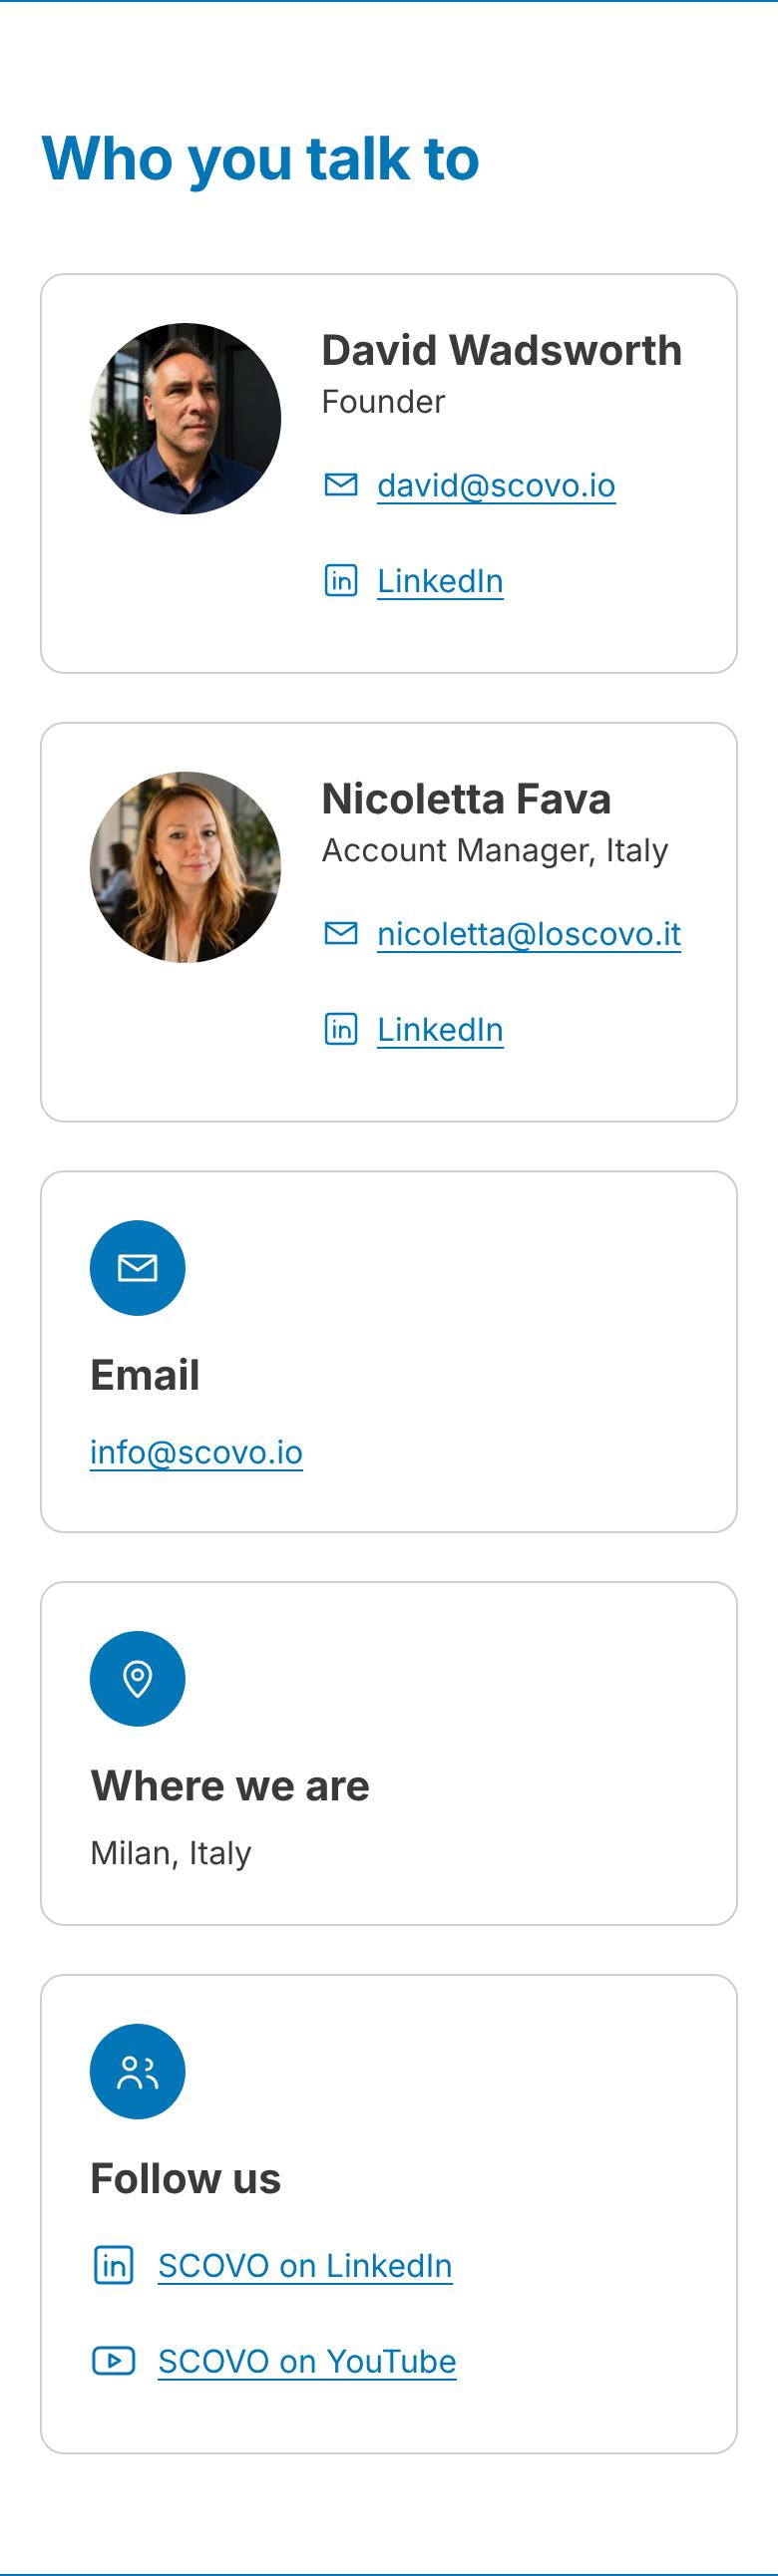 Who you talk to
David Wadsworth
Founder
david@scovo.io
LinkedIn
Nicoletta Fava
Account Manager, Italy
nicoletta@loscovo.it
LinkedIn
Email
info@scovo.io
Where we are
Milan, Italy
Follow us
SCOVO on LinkedIn
SCOVO on YouTube